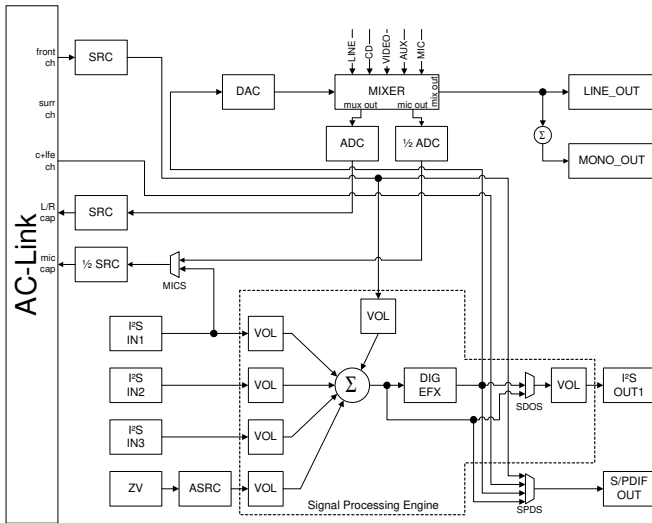 AC-Link
front
ch
surr
ch
c+lfe
ch
L/R
cap
mic
cap
SRC
SRC
½ SRC
MICS
LINE
CD
VIDEO
AUX
MIC
DAC
MIXER
mux out
mic out
mix out
ADC
½ ADC
LINE_OUT
Σ
MONO_OUT
I²S
IN1
I²S
IN2
I²S
IN3
ZV
ASRC
VOL
VOL
VOL
VOL
VOL
Σ
DIG
EFX
SDOS
VOL
I²S
OUT1
SPDS
S/PDIF
OUT
Signal Processing Engine